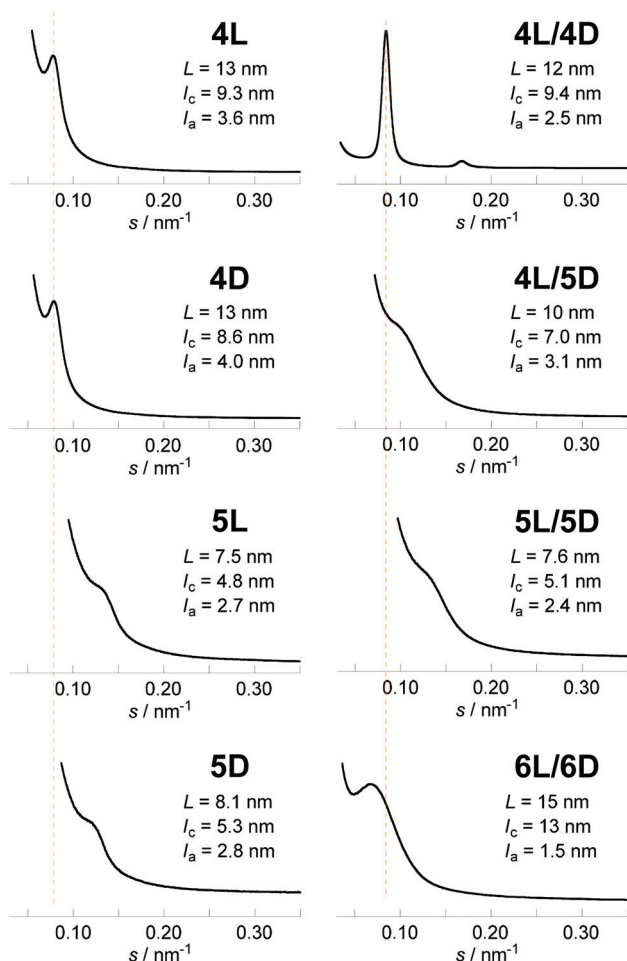 4L
L = 13 nm
lc = 9.3 nm
la = 3.6 nm
0.10 0.20 0.30
s / nm-1
4L/4D
L = 12 nm
lc = 9.4 nm
la = 2.5 nm
0.10 0.20 0.30
s / nm-1
4D
L = 13 nm
lc = 8.6 nm
la = 4.0 nm
0.10 0.20 0.30
s / nm-1
4L/5D
L = 10 nm
lc = 7.0 nm
la = 3.1 nm
0.10 0.20 0.30
s / nm-1
5L
L = 7.5 nm
lc = 4.8 nm
la = 2.7 nm
0.10 0.20 0.30
s / nm-1
5L/5D
L = 7.6 nm
lc = 5.1 nm
la = 2.4 nm
0.10 0.20 0.30
s / nm-1
5D
L = 8.1 nm
lc = 5.3 nm
la = 2.8 nm
0.10 0.20 0.30
s / nm-1
6L/6D
L = 15 nm
lc = 13 nm
la = 1.5 nm
0.10 0.20 0.30
s / nm-1